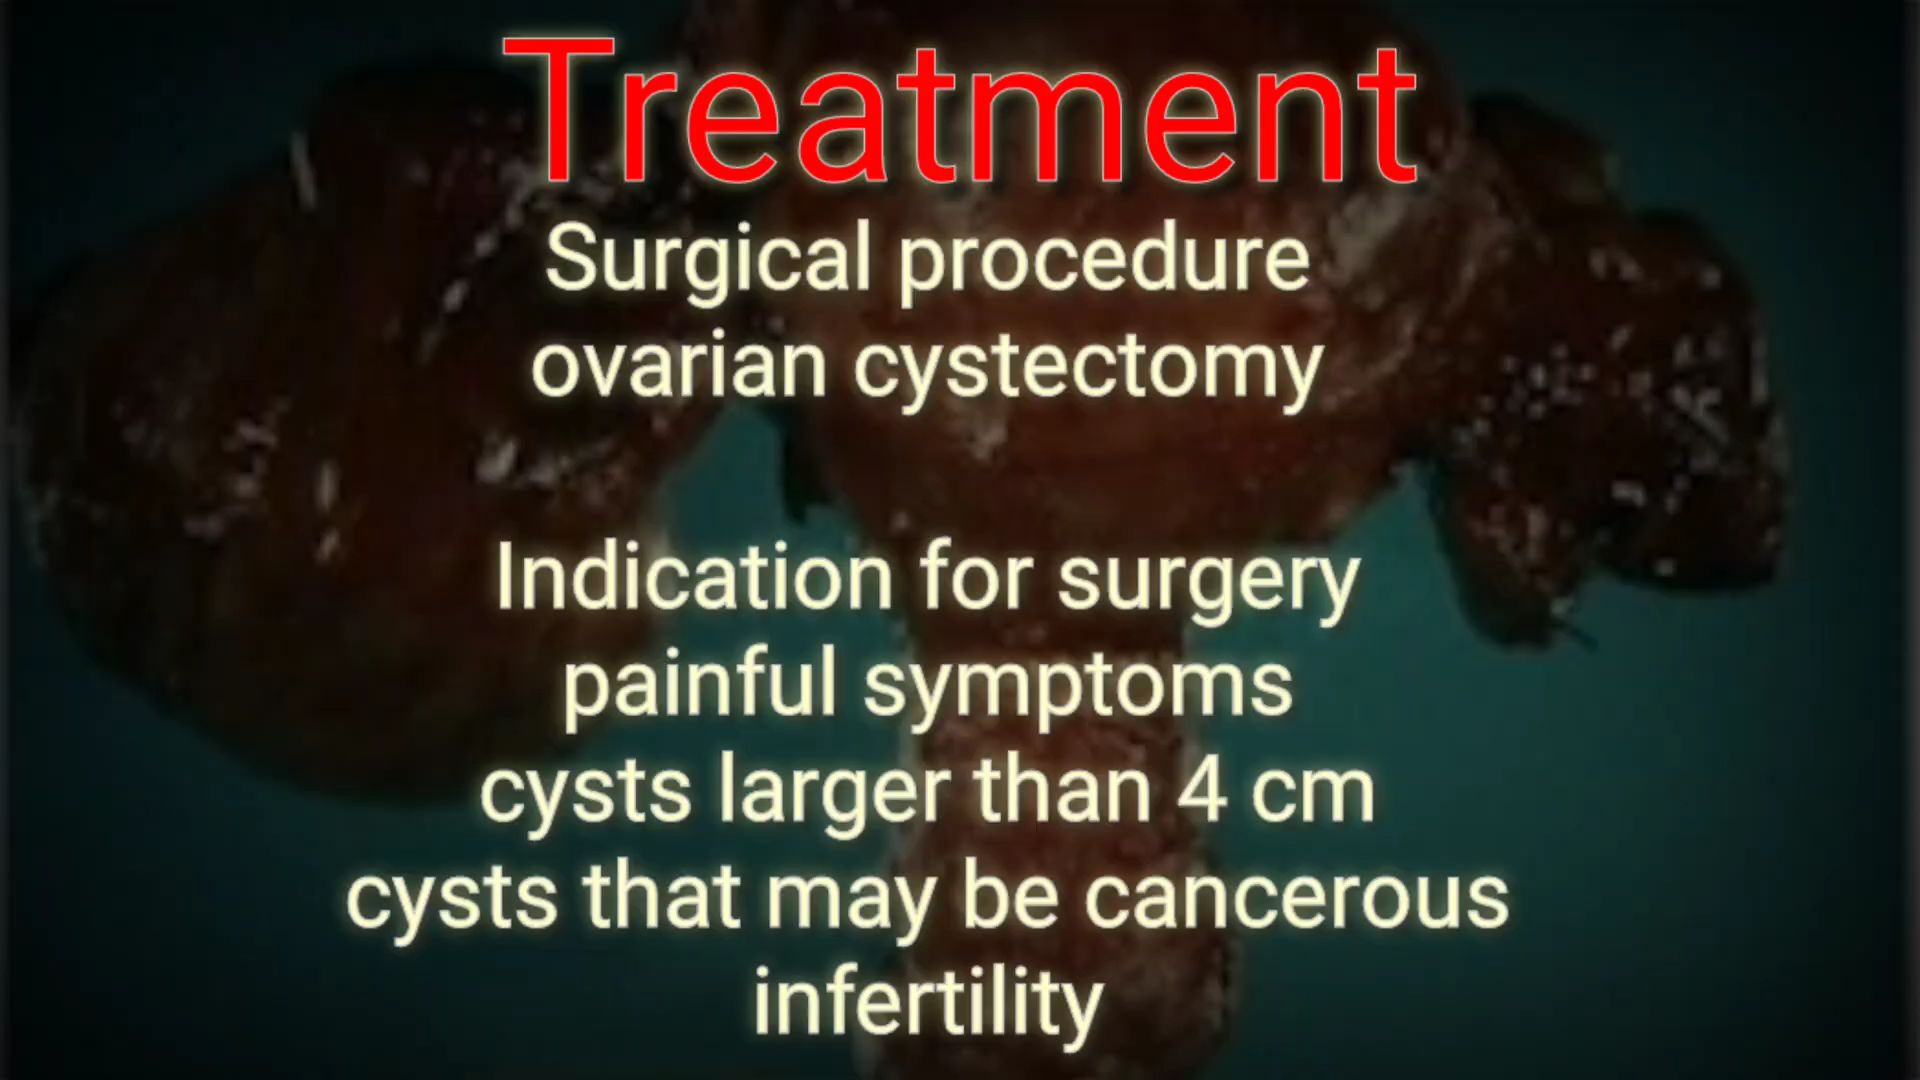 Treatment
Surgical procedure
ovarian cystectomy
Indication for surgery
painful symptoms
cysts larger than 4 cm
cysts that may be cancerous
infertility